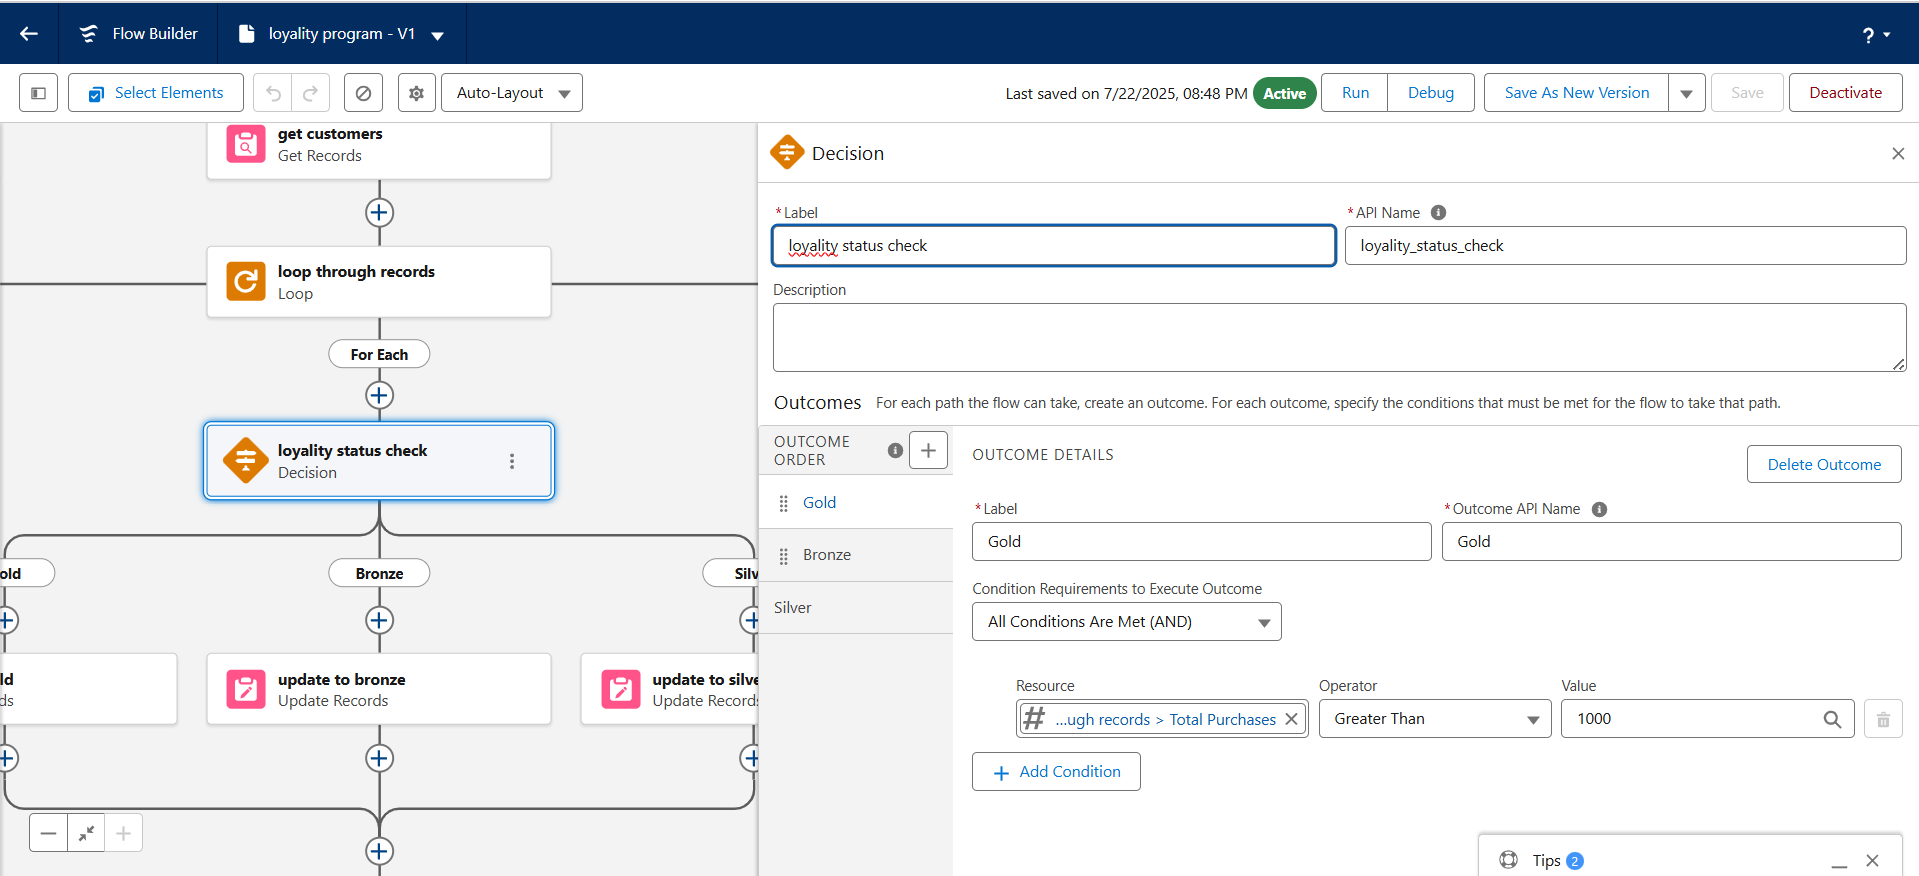 Flow Builder
loyality program - V1
?
Select Elements
Auto-Layout
Last saved on 7/22/2025, 08:48 PM
Active
Run
Debug
Save As New Version
Save
Deactivate
get customers
Get Records
loop through records
Loop
For Each
loyality status check
Decision
old
Bronze
Silv
ld
ds
update to bronze
Update Records
update to silve
Update Records
Decision
* Label
loyality status check
* API Name
loyality_status_check
Description
Outcomes
For each path the flow can take, create an outcome. For each outcome, specify the conditions that must be met for the flow to take that path.
OUTCOME
ORDER
Gold
Bronze
Silver
OUTCOME DETAILS
Delete Outcome
* Label
Gold
* Outcome API Name
Gold
Condition Requirements to Execute Outcome
All Conditions Are Met (AND)
Resource
...ugh records > Total Purchases
Operator
Greater Than
Value
1000
+ Add Condition
Tips 2